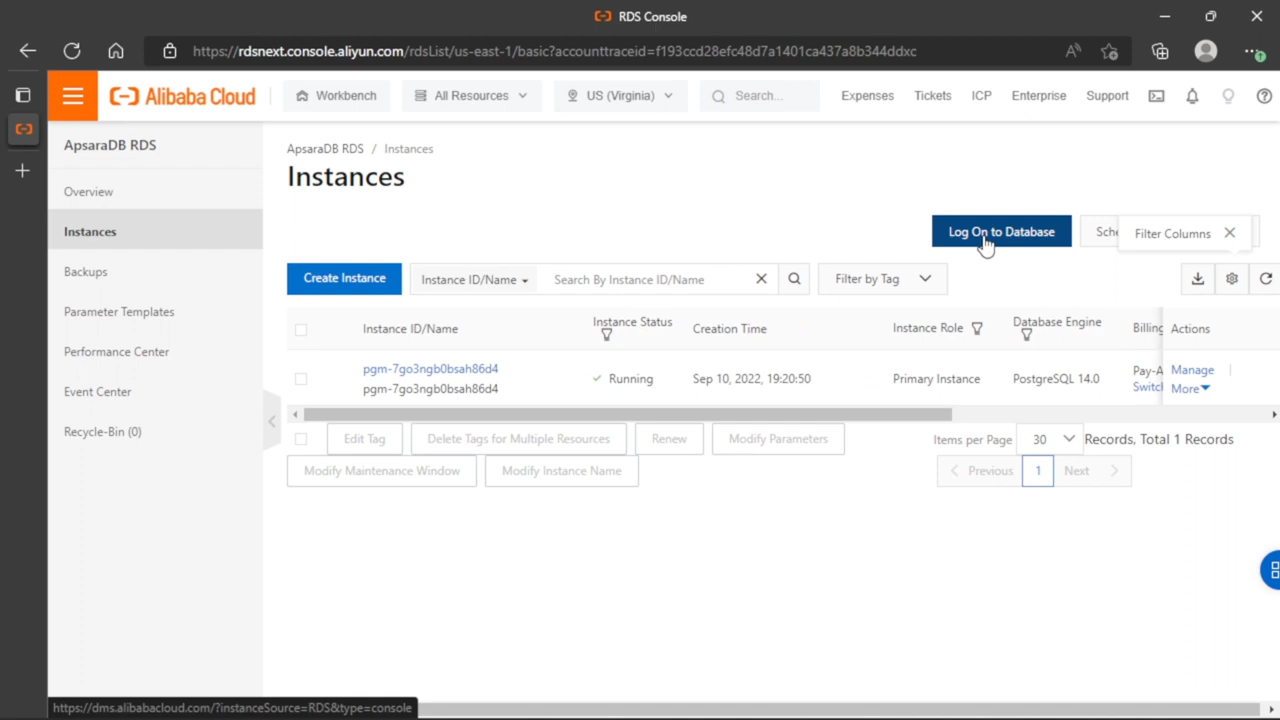 RDS Console
https://rdsnext.console.aliyun.com/rdsList/us-east-1/basic?accounttraceid=f193ccd28efc48d7a1401ca437a8b344ddxc
Alibaba Cloud
Workbench
All Resources
US (Virginia)
Search...
Expenses
Tickets
ICP
Enterprise
Support
ApsaraDB RDS
Overview
Instances
Backups
Parameter Templates
Performance Center
Event Center
Recycle-Bin (0)
ApsaraDB RDS / Instances
Instances
Log On to Database
Sche
Filter Columns
Create Instance
Instance ID/Name
Search By Instance ID/Name
Filter by Tag
Instance ID/Name
Instance Status
Creation Time
Instance Role
Database Engine
Billing
Actions
pgm-7go3ngb0bsah86d4
pgm-7go3ngb0bsah86d4
Running
Sep 10, 2022, 19:20:50
Primary Instance
PostgreSQL 14.0
Pay-A
Switch
Manage
More
Edit Tag
Delete Tags for Multiple Resources
Renew
Modify Parameters
Modify Maintenance Window
Modify Instance Name
Items per Page 30 Records, Total 1 Records
Previous 1 Next
https://dms.alibabacloud.com/?instanceSource=RDS&type=console